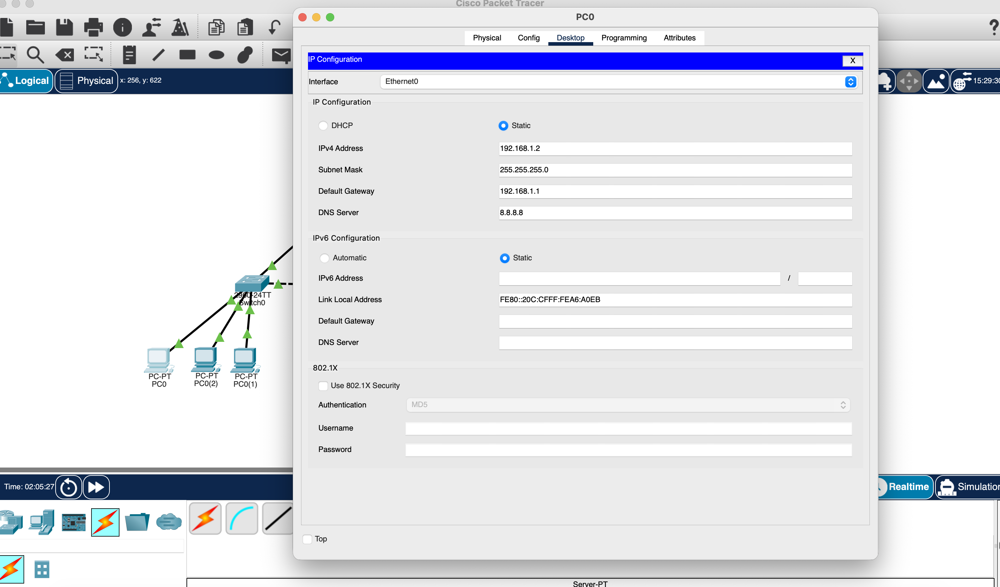 Cisco Packet Tracer
PC0
Physical
Config
Desktop
Programming
Attributes
IP Configuration
X
Logical
Physical
x: 256, y: 622
15:29:30
Interface
Ethernet0
IP Configuration
DHCP
Static
IPv4 Address
192.168.1.2
Subnet Mask
255.255.255.0
Default Gateway
192.168.1.1
DNS Server
8.8.8.8
IPv6 Configuration
Automatic
Static
IPv6 Address
/
Link Local Address
FE80::20C:CFFF:FEA6:A0EB
Default Gateway
DNS Server
2960-24TT
Switch0
PC-PT
PC0
PC-PT
PC0(2)
PC-PT
PC0(1)
802.1X
Use 802.1X Security
Authentication
MD5
Username
Password
Time: 02:05:27
Realtime
Simulation
Top
Server-PT